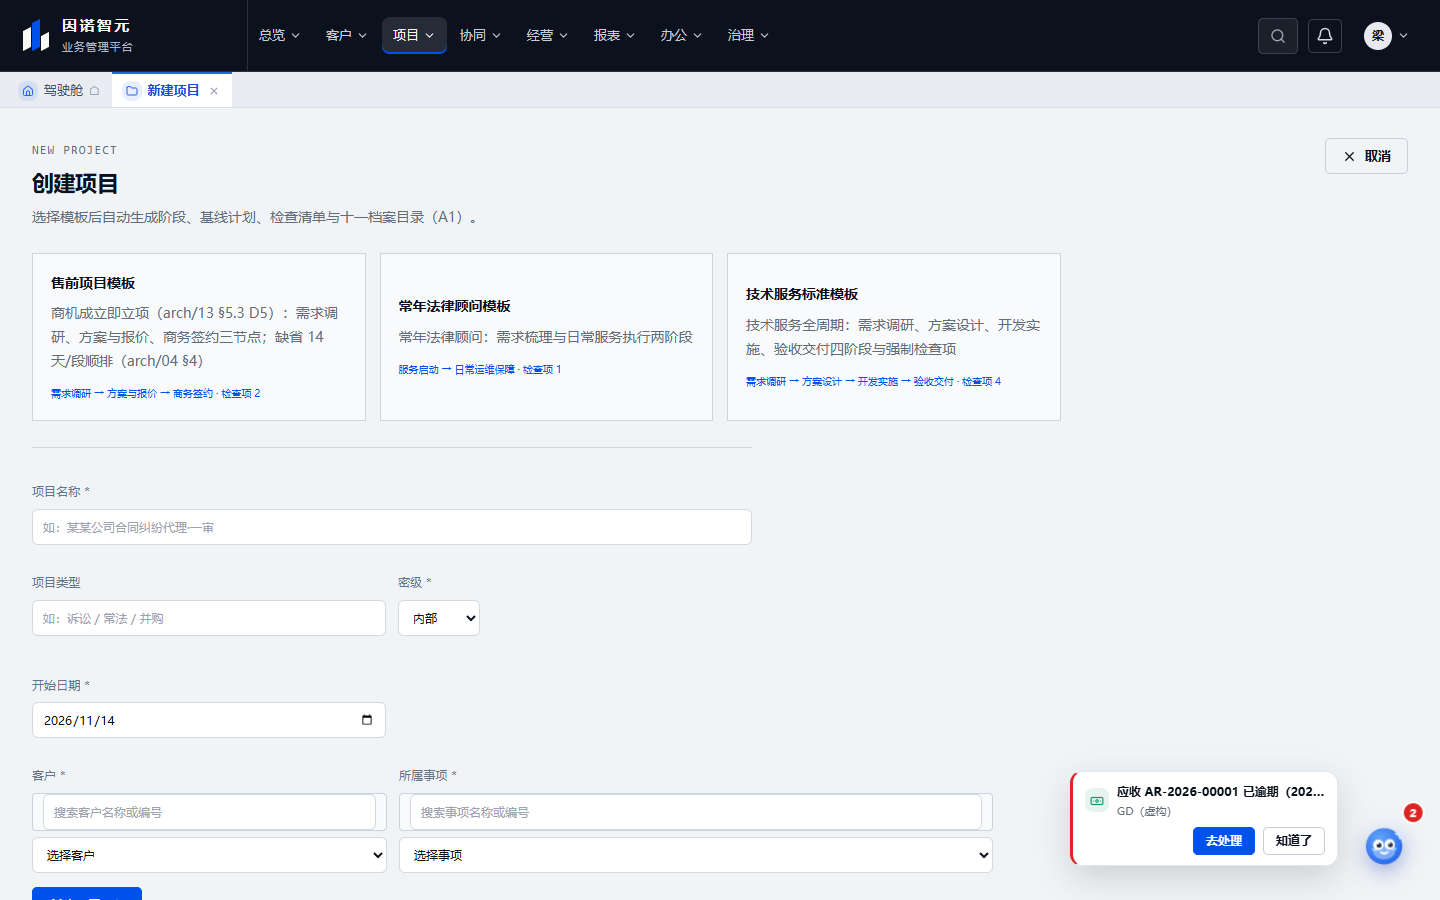 因诺智元
业务管理平台
总览 客户 项目 协同 经营 报表 办公 治理
梁
驾驶舱 新建项目
NEW PROJECT
取消
创建项目
选择模板后自动生成阶段、基线计划、检查清单与十一档案目录（A1）。
售前项目模板
商机成立即立项（arch/13 §5.3 D5）：需求调
研、方案与报价、商务签约三节点；缺省 14
天/段顺排（arch/04 §4）
需求调研 → 方案与报价 → 商务签约 · 检查项 2
常年法律顾问模板
常年法律顾问：需求梳理与日常服务执行两阶段
服务启动 → 日常运维保障 · 检查项 1
技术服务标准模板
技术服务全周期：需求调研、方案设计、开发实
施、验收交付四阶段与强制检查项
需求调研 → 方案设计 → 开发实施 → 验收交付 · 检查项 4
项目名称 *
如：某某公司合同纠纷代理·一审
项目类型 密级 *
如：诉讼 / 常法 / 并购 内部
开始日期 *
2026/11/14
客户 * 所属事项 *
搜索客户名称或编号 搜索事项名称或编号
选择客户 选择事项
应收 AR-2026-00001 已逾期（202...
GD（虚构）
去处理 知道了
2